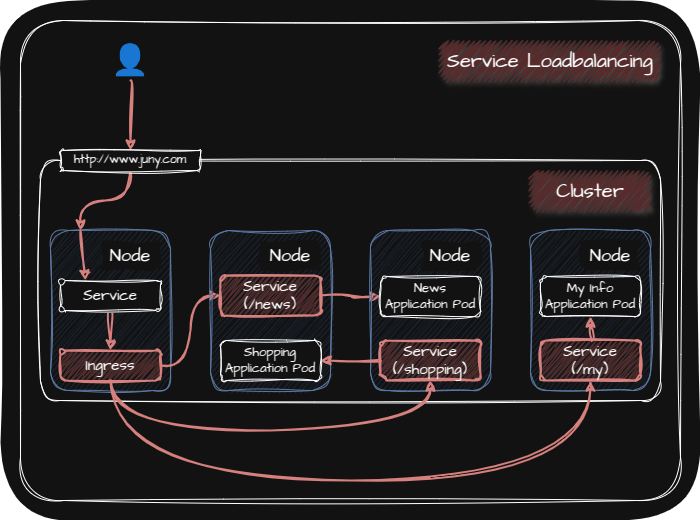 Service Loadbalancing
http://www.juny.com
Cluster
Node
Service
Ingress
Node
Service
(/news)
Shopping
Application Pod
Node
News
Application Pod
Service
(/shopping)
Node
My Info
Application Pod
Service
(/my)